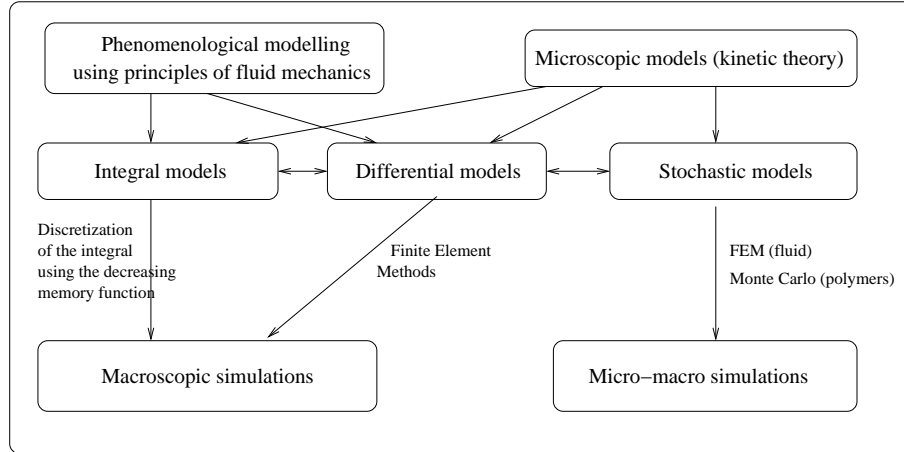 Phenomenological modelling
using principles of fluid mechanics
Microscopic models (kinetic theory)
Integral models
Differential models
Stochastic models
Discretization
of the integral
using the decreasing
memory function
Finite Element
Methods
FEM (fluid)
Monte Carlo (polymers)
Macroscopic simulations
Micro−macro simulations